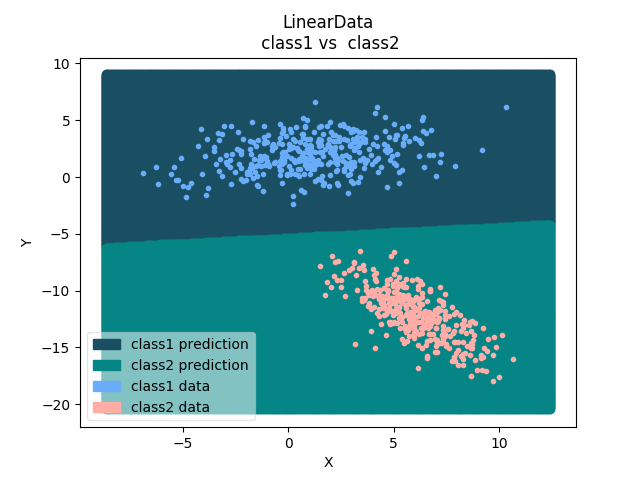 LinearData
class1 vs  class2
10
5
0
−5
−10
−15
−20
Y
class1 prediction
class2 prediction
class1 data
class2 data
−5
0
5
10
X